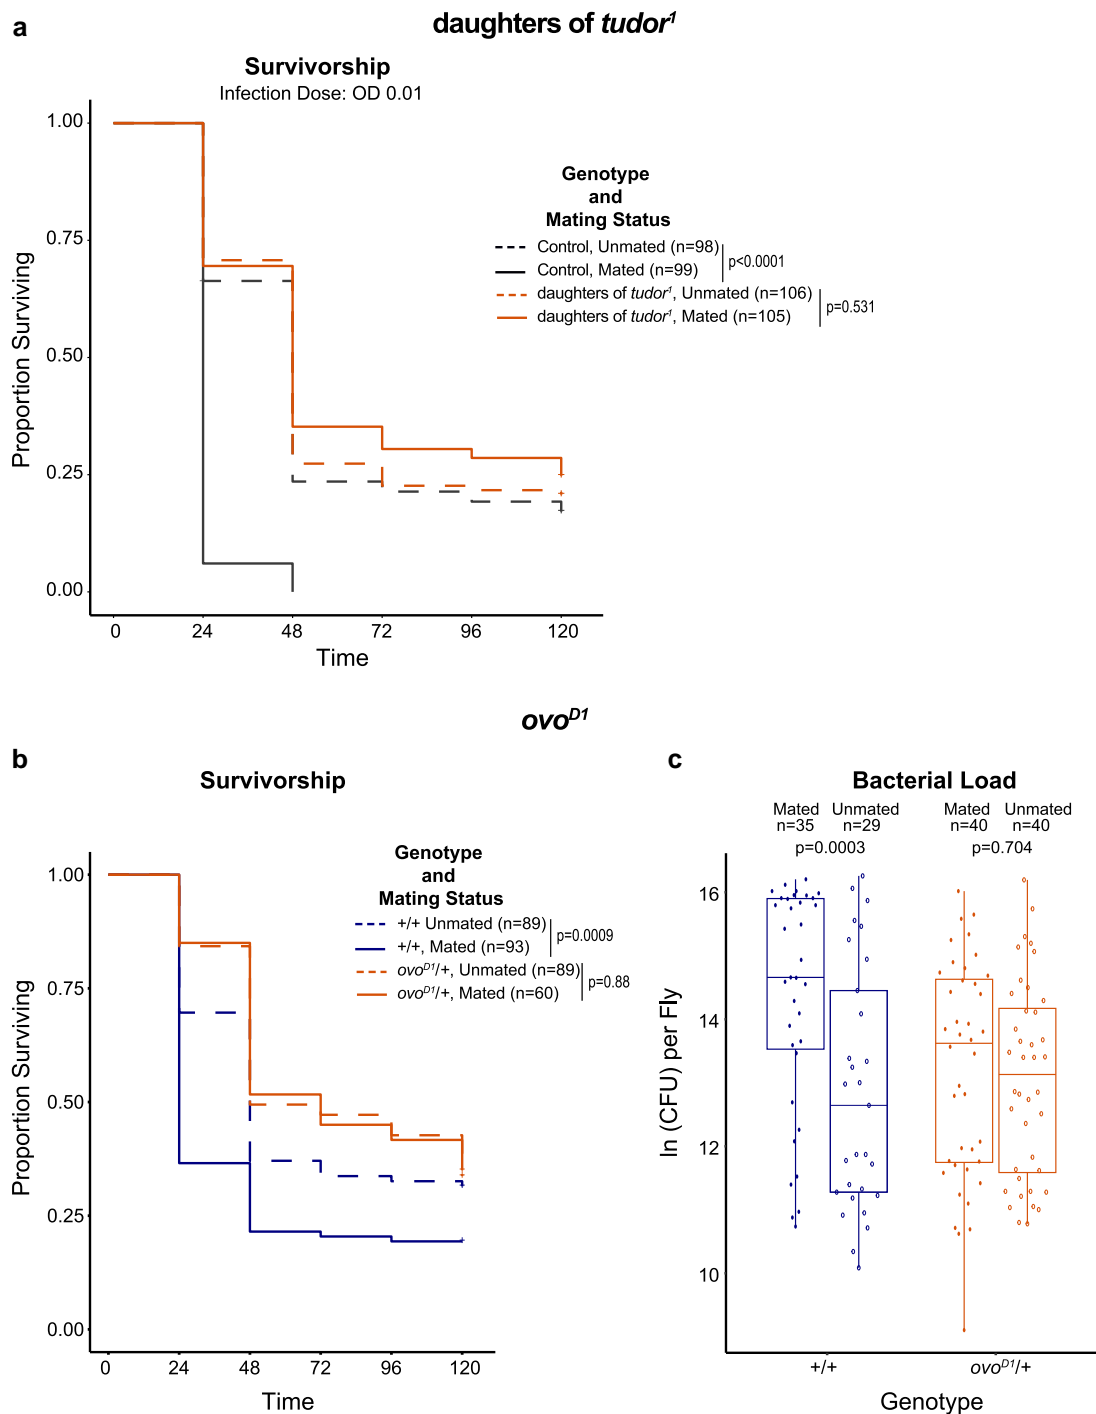 a
daughters of tudor¹
Survivorship
Infection Dose: OD 0.01
Genotype
and
Mating Status
Control, Unmated (n=98)
Control, Mated (n=99)
p<0.0001
daughters of tudor¹, Unmated (n=106)
daughters of tudor¹, Mated (n=105)
p=0.531
Proportion Surviving
1.00
0.75
0.50
0.25
0.00
0 24 48 72 96 120
Time
ovoᴰ¹
b
Survivorship
Genotype
and
Mating Status
+/+ Unmated (n=89)
+/+, Mated (n=93)
p=0.0009
ovoᴰ¹/+, Unmated (n=89)
ovoᴰ¹/+, Mated (n=60)
p=0.88
Proportion Surviving
1.00
0.75
0.50
0.25
0.00
0 24 48 72 96 120
Time
c
Bacterial Load
Mated Unmated Mated Unmated
n=35 n=29 n=40 n=40
p=0.0003 p=0.704
ln (CFU) per Fly
16
14
12
10
+/+ ovoᴰ¹/+
Genotype